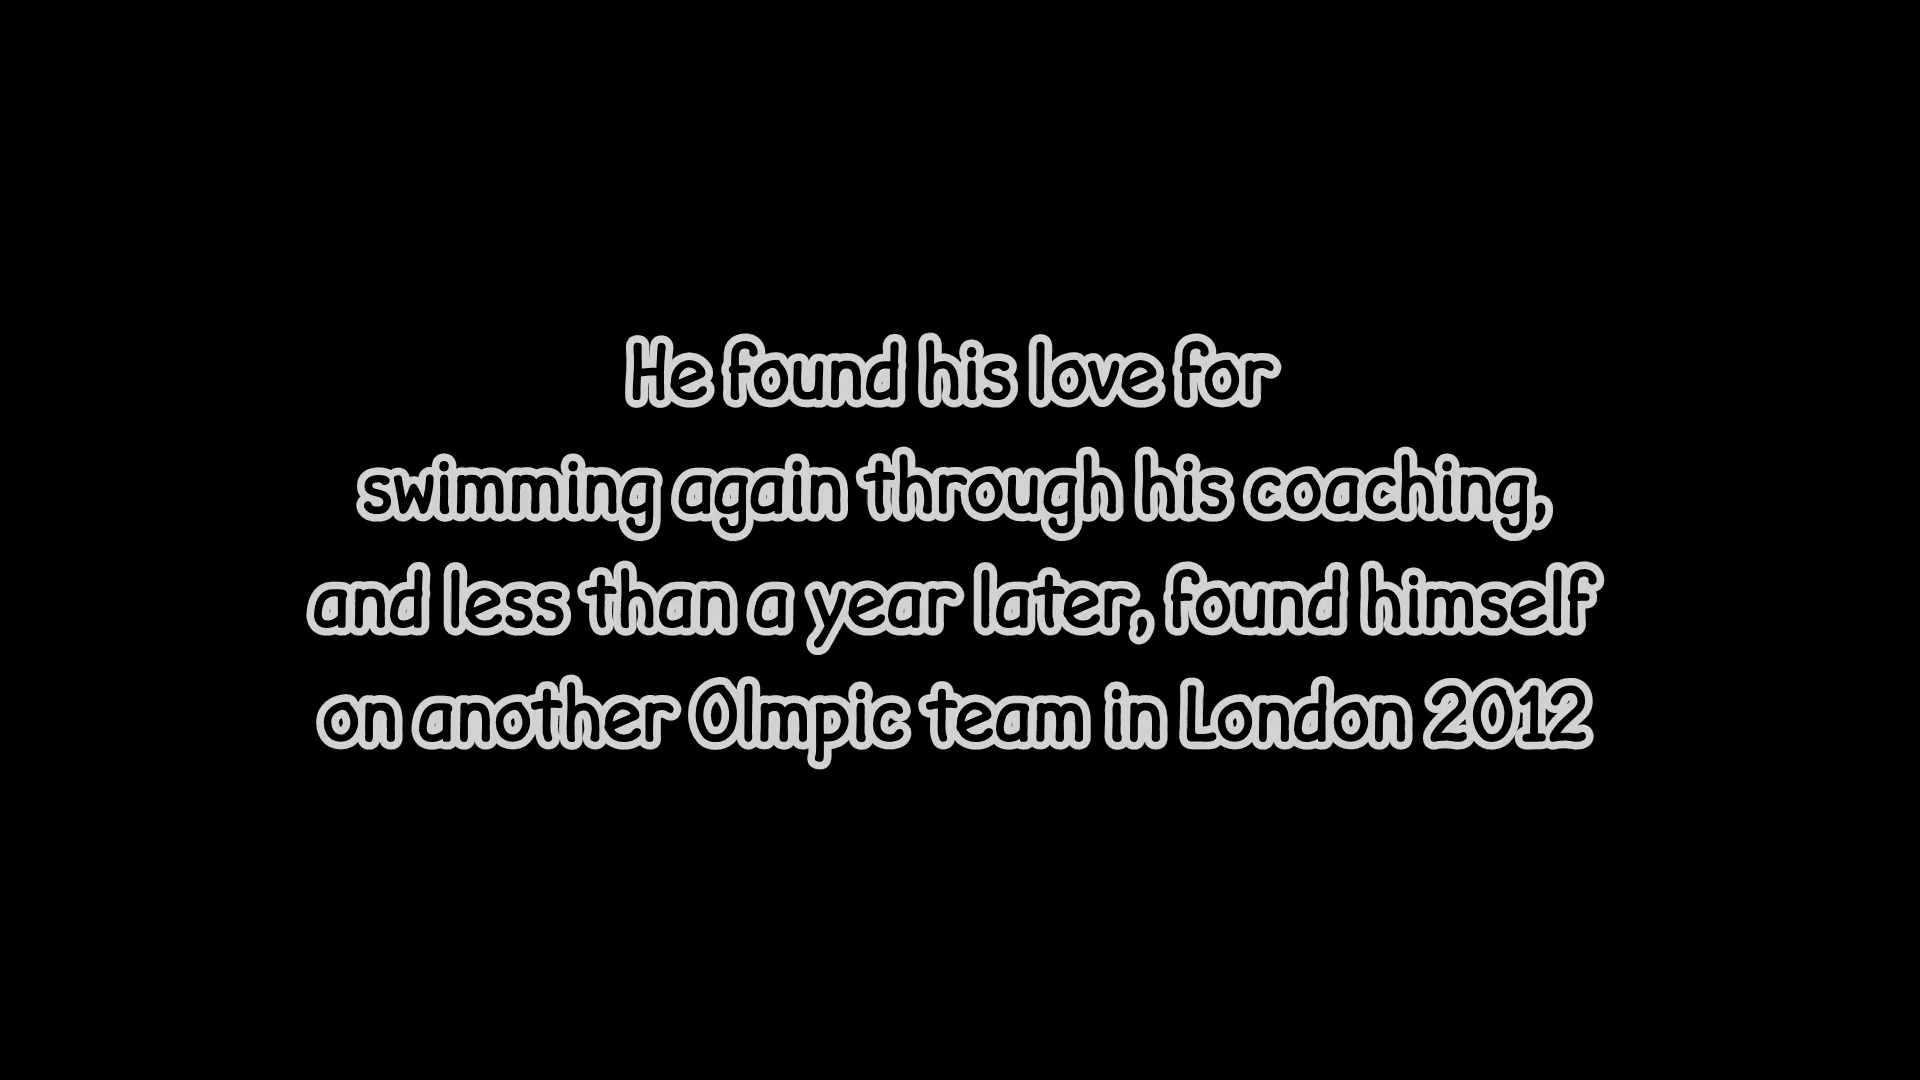 He found his love for
swimming again through his coaching,
and less than a year later, found himself
on another Olmpic team in London 2012